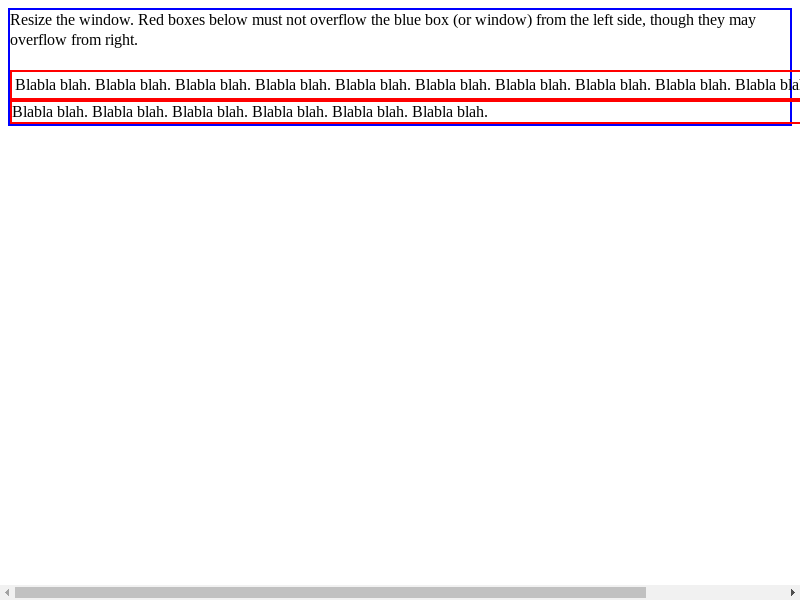 Resize the window. Red boxes below must not overflow the blue box (or window) from the left side, though they may
overflow from right.
Blabla blah. Blabla blah. Blabla blah. Blabla blah. Blabla blah. Blabla blah. Blabla blah. Blabla blah. Blabla blah. Blabla
Blabla blah. Blabla blah. Blabla blah. Blabla blah. Blabla blah. Blabla blah.